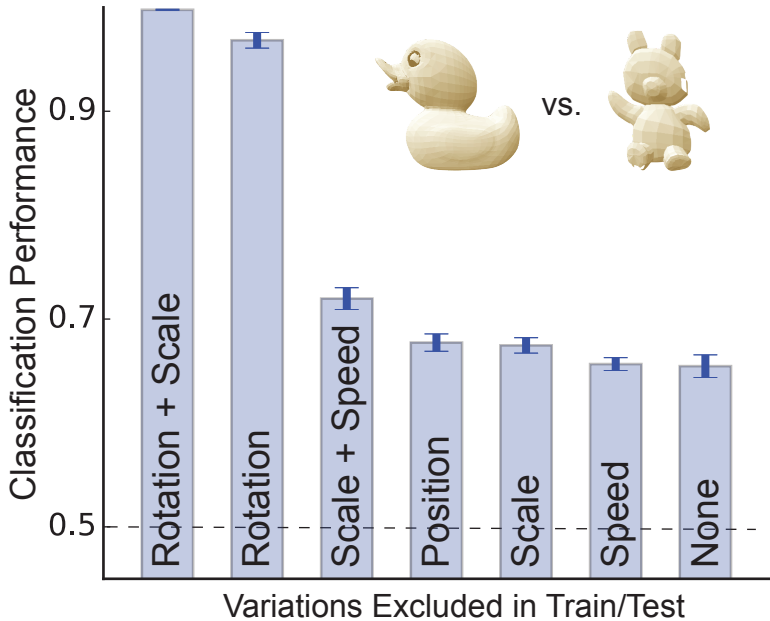 Classification Performance
0.9
0.7
0.5
vs.
Rotation + Scale
Rotation
Scale + Speed
Position
Scale
Speed
None
Variations Excluded in Train/Test